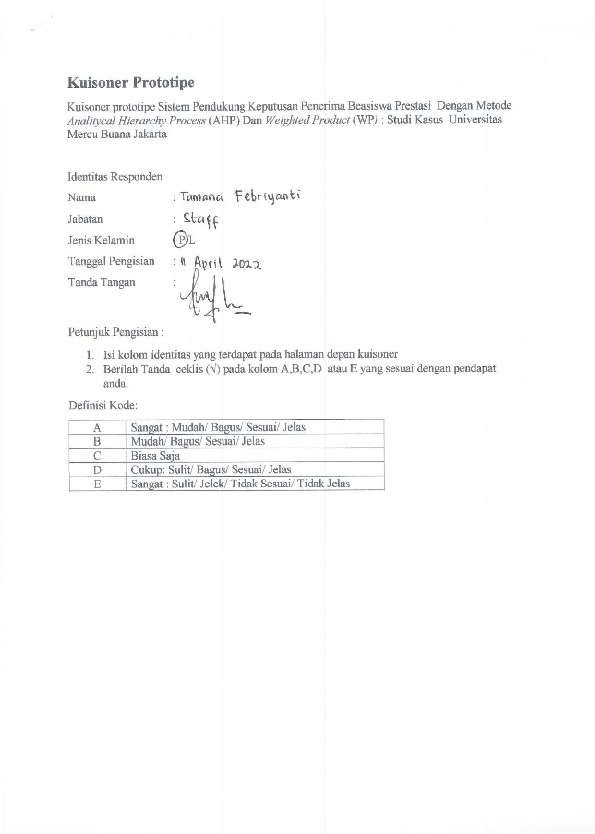 Kuisoner Prototipe
Kuisoner prototipe Sistem Pendukung Keputusan Penerima Beasiswa Prestasi Dengan Metode
Analitycal Hierarchy Process (AHP) Dan Weighted Product (WP) : Studi Kasus Universitas
Mercu Buana Jakarta
Identitas Responden
Nama : Tamana Febriyanti
Jabatan : Staff
Jenis Kelamin P/L
Tanggal Pengisian : 11 April 2022
Tanda Tangan :
Petunjuk Pengisian :
1. Isi kolom identitas yang terdapat pada halaman depan kuisoner
2. Berilah Tanda ceklis (√) pada kolom A,B,C,D atau E yang sesuai dengan pendapat
anda.
Definisi Kode:
A Sangat : Mudah/ Bagus/ Sesuai/ Jelas
B Mudah/ Bagus/ Sesuai/ Jelas
C Biasa Saja
D Cukup: Sulit/ Bagus/ Sesuai/ Jelas
E Sangat : Sulit/ Jelek/ Tidak Sesuai/ Tidak Jelas